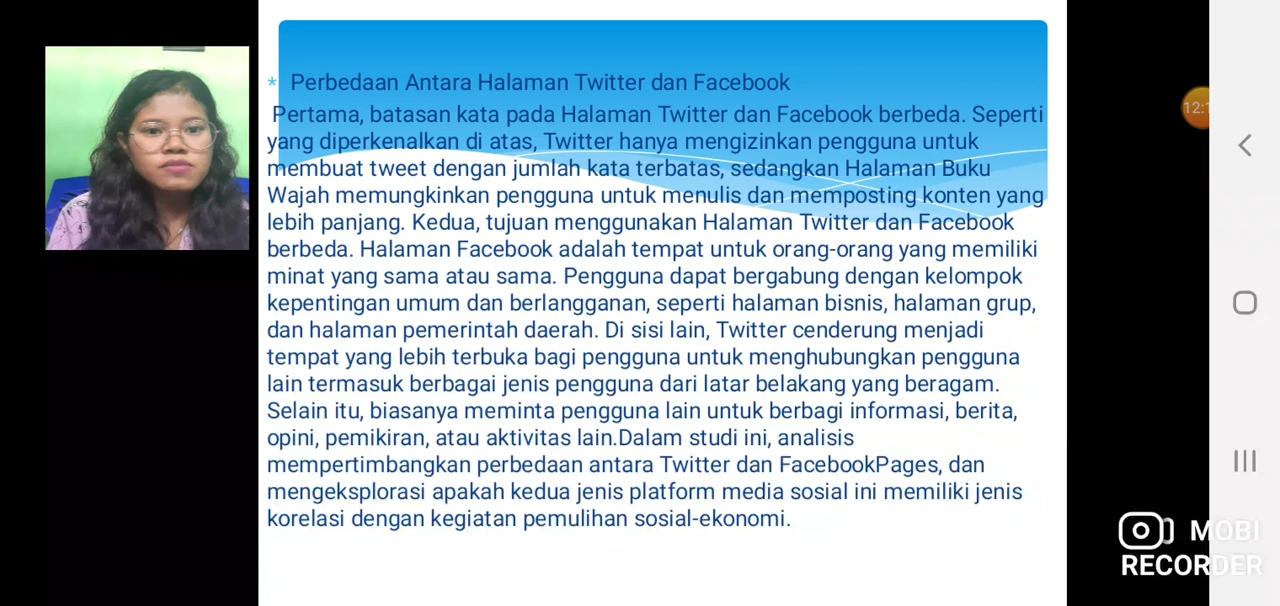 * Perbedaan Antara Halaman Twitter dan Facebook
Pertama, batasan kata pada Halaman Twitter dan Facebook berbeda. Seperti
yang diperkenalkan di atas, Twitter hanya mengizinkan pengguna untuk
membuat tweet dengan jumlah kata terbatas, sedangkan Halaman Buku
Wajah memungkinkan pengguna untuk menulis dan memposting konten yang
lebih panjang. Kedua, tujuan menggunakan Halaman Twitter dan Facebook
berbeda. Halaman Facebook adalah tempat untuk orang-orang yang memiliki
minat yang sama atau sama. Pengguna dapat bergabung dengan kelompok
kepentingan umum dan berlangganan, seperti halaman bisnis, halaman grup,
dan halaman pemerintah daerah. Di sisi lain, Twitter cenderung menjadi
tempat yang lebih terbuka bagi pengguna untuk menghubungkan pengguna
lain termasuk berbagai jenis pengguna dari latar belakang yang beragam.
Selain itu, biasanya meminta pengguna lain untuk berbagi informasi, berita,
opini, pemikiran, atau aktivitas lain.Dalam studi ini, analisis
mempertimbangkan perbedaan antara Twitter dan FacebookPages, dan
mengeksplorasi apakah kedua jenis platform media sosial ini memiliki jenis
korelasi dengan kegiatan pemulihan sosial-ekonomi.
MOBI
RECORDER